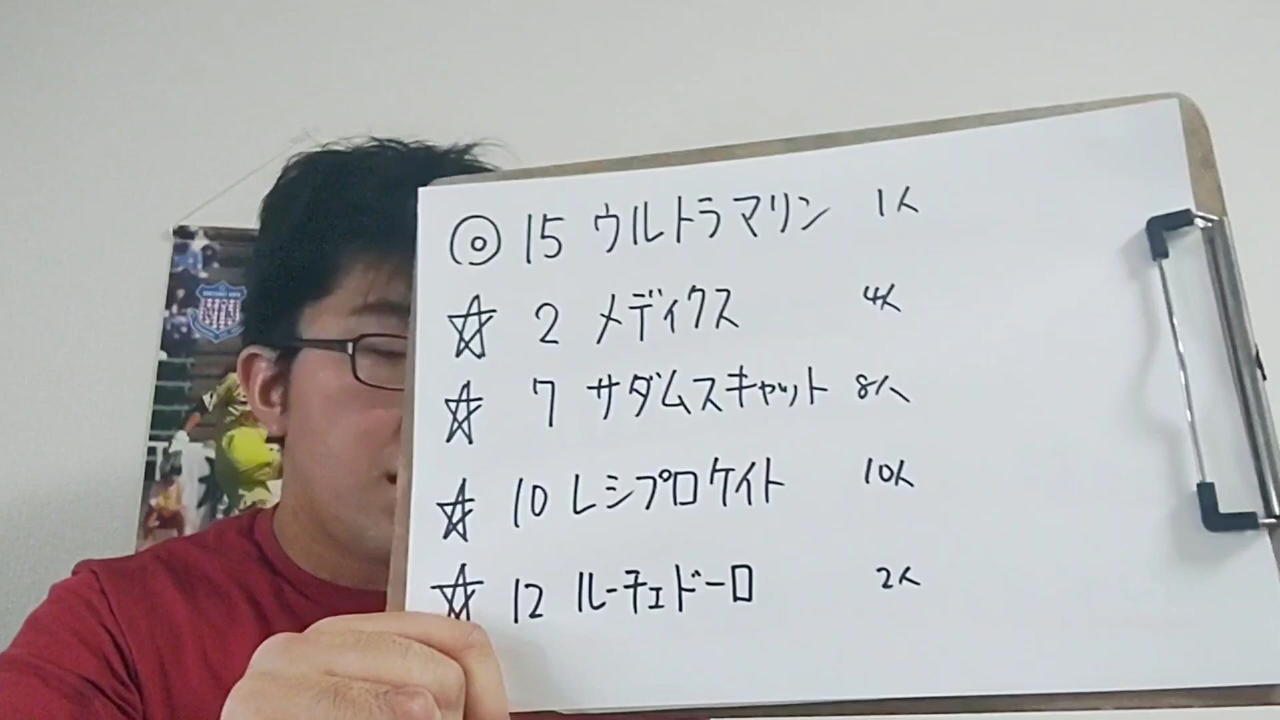 ◎ 15 ウルトラマリン 1人
☆ 2 メディクス 4人
☆ 7 サダムスキャット 8人
☆ 10 レシプロケイト 10人
☆ 12 ルーチェドーロ 2人